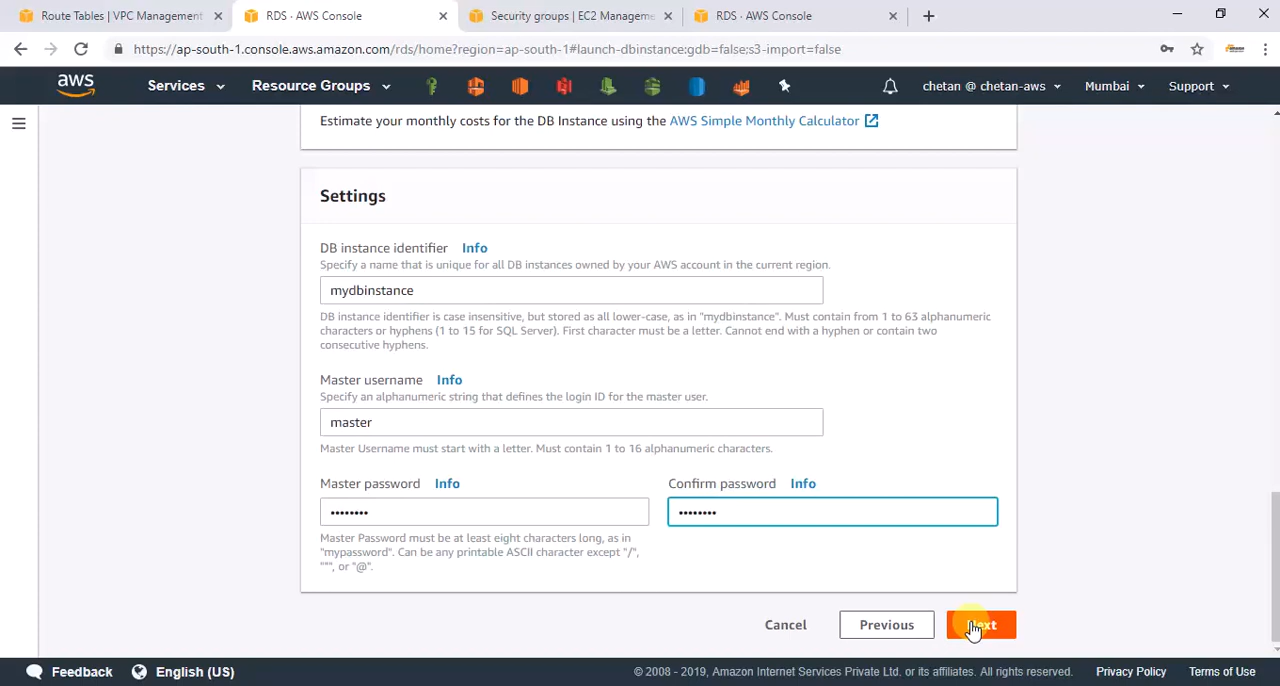 Route Tables | VPC Management
RDS · AWS Console
Security groups | EC2 Manageme
RDS · AWS Console
https://ap-south-1.console.aws.amazon.com/rds/home?region=ap-south-1#launch-dbinstance:gdb=false;s3-import=false
aws Services Resource Groups chetan @ chetan-aws Mumbai Support
Estimate your monthly costs for the DB Instance using the AWS Simple Monthly Calculator
Settings
DB instance identifier Info
Specify a name that is unique for all DB instances owned by your AWS account in the current region.
mydbinstance
DB instance identifier is case insensitive, but stored as all lower-case, as in "mydbinstance". Must contain from 1 to 63 alphanumeric
characters or hyphens (1 to 15 for SQL Server). First character must be a letter. Cannot end with a hyphen or contain two
consecutive hyphens.
Master username Info
Specify an alphanumeric string that defines the login ID for the master user.
master
Master Username must start with a letter. Must contain 1 to 16 alphanumeric characters.
Master password Info
Confirm password Info
••••••••
••••••••
Master Password must be at least eight characters long, as in
"mypassword". Can be any printable ASCII character except "/",
""", or "@".
Cancel Previous Next
Feedback English (US) © 2008 - 2019, Amazon Internet Services Private Ltd. or its affiliates. All rights reserved. Privacy Policy Terms of Use